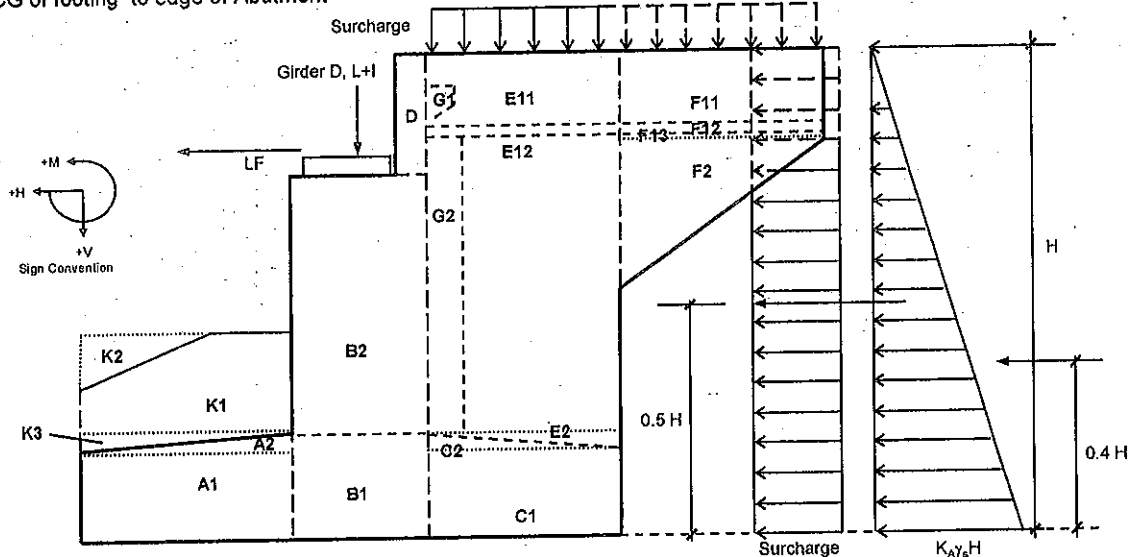 CG of footing to edge of Abutment
Surcharge
Girder D, L+I
G1
E11
F11
D
F12
F13
E12
LF
F2
+M
+H
G2
+V
Sign Convention
H
K2
B2
K1
0.5 H
K3
A2
E2
C2
0.4 H
A1
B1
C1
Surcharge
KAγsH